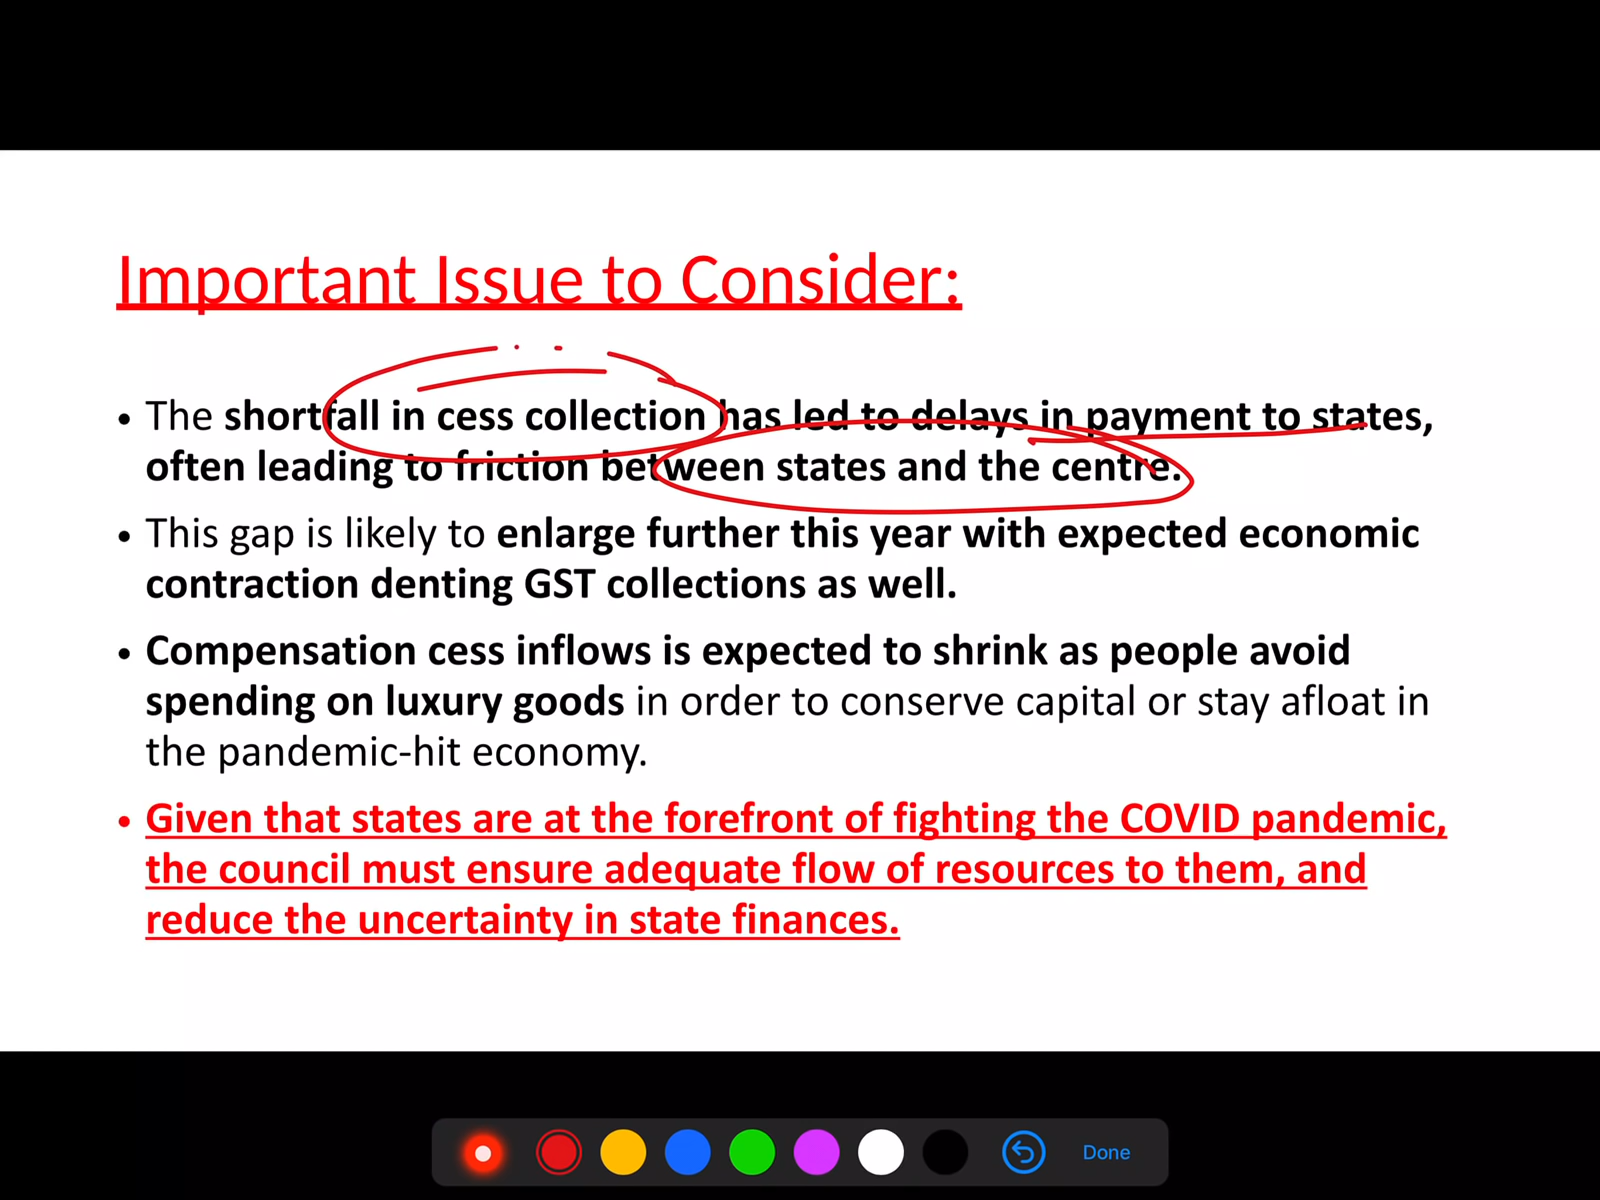 Important Issue to Consider:
• The shortfall in cess collection has led to delays in payment to states,
often leading to friction between states and the centre.
• This gap is likely to enlarge further this year with expected economic
contraction denting GST collections as well.
• Compensation cess inflows is expected to shrink as people avoid
spending on luxury goods in order to conserve capital or stay afloat in
the pandemic-hit economy.
• Given that states are at the forefront of fighting the COVID pandemic,
the council must ensure adequate flow of resources to them, and
reduce the uncertainty in state finances.
Done